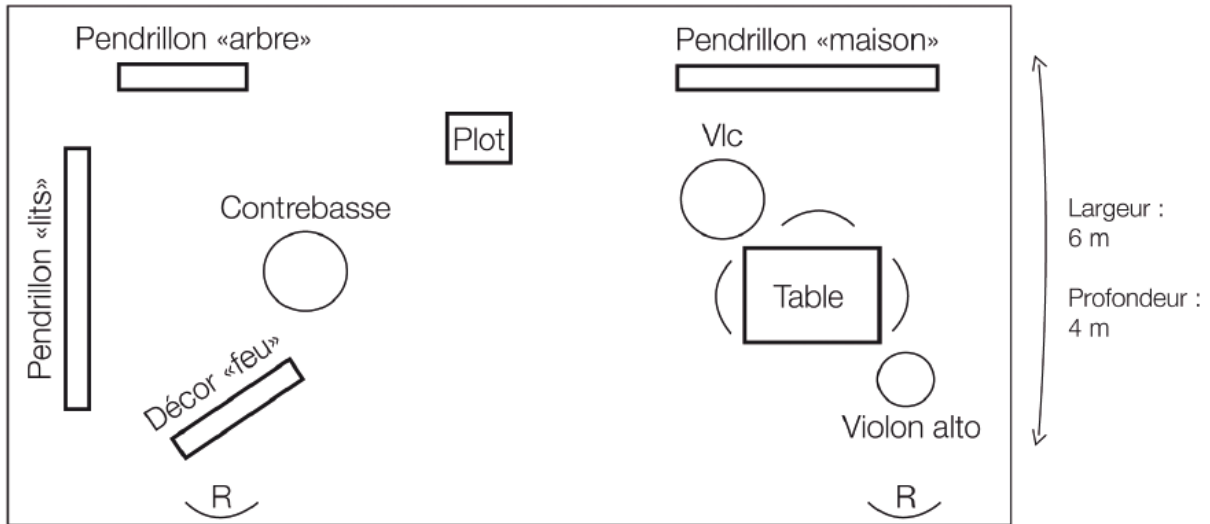 Pendrillon «arbre»
Pendrillon «maison»
Plot
Vlc
Pendrillon «lits»
Contrebasse
Largeur :
6 m
Table
Profondeur :
4 m
Décor «feu»
Violon alto
R
R